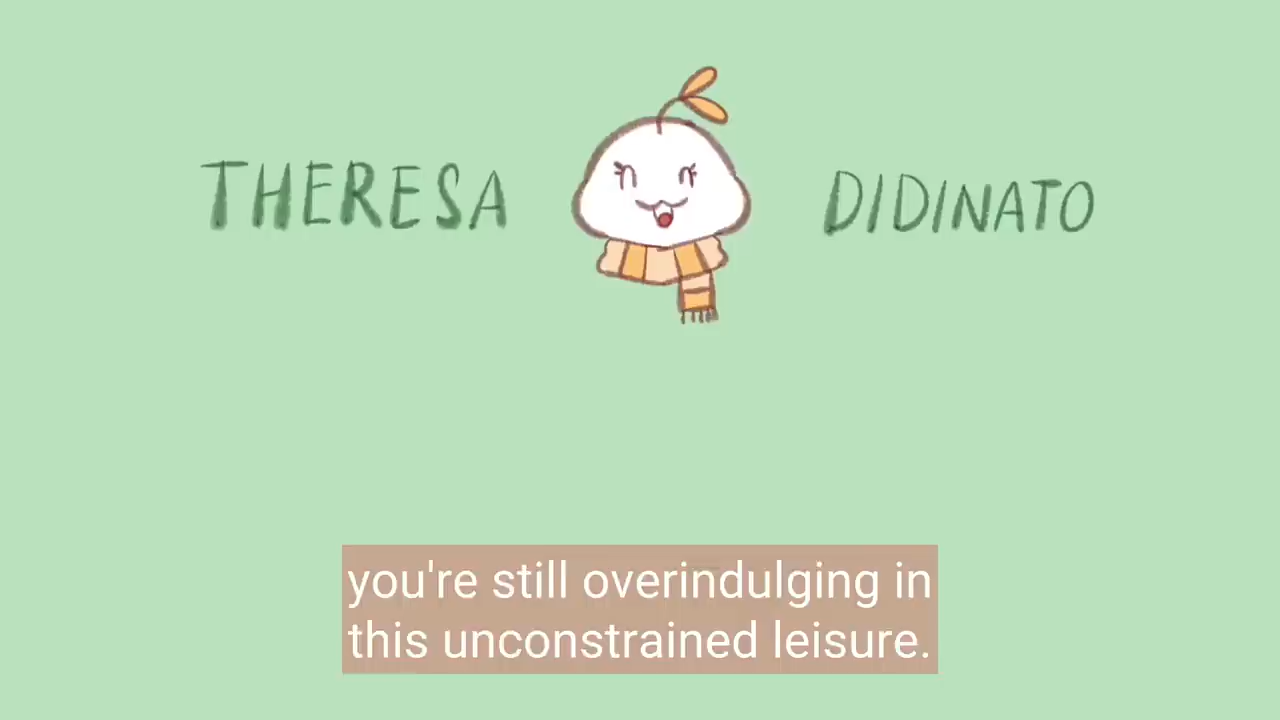 THERESA DIDINATO
you're still overindulging in
this unconstrained leisure.